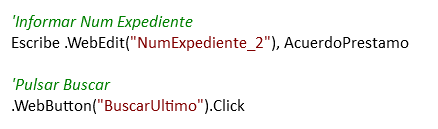 'Informar Num Expediente
Escribe .WebEdit("NumExpediente_2"), AcuerdoPrestamo
'Pulsar Buscar
.WebButton("BuscarUltimo").Click